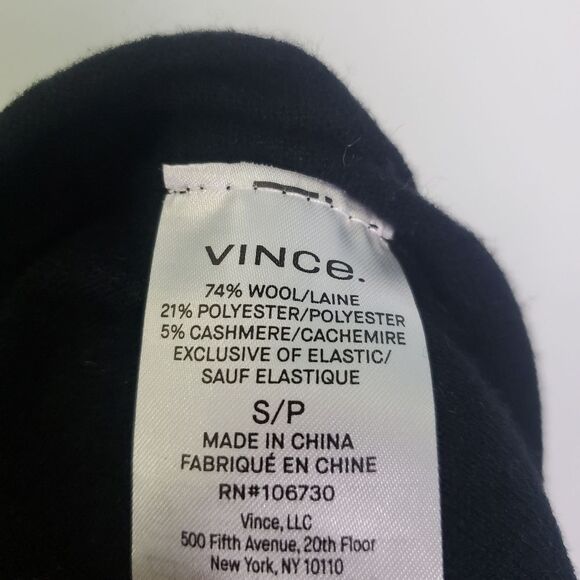 VINCe.
74% WOOL/LAINE
21% POLYESTER/POLYESTER
5% CASHMERE/CACHEMIRE
EXCLUSIVE OF ELASTIC/
SAUF ELASTIQUE
S/P
MADE IN CHINA
FABRIQUÉ EN CHINE
RN#106730
Vince, LLC
500 Fifth Avenue, 20th Floor
New York, NY 10110